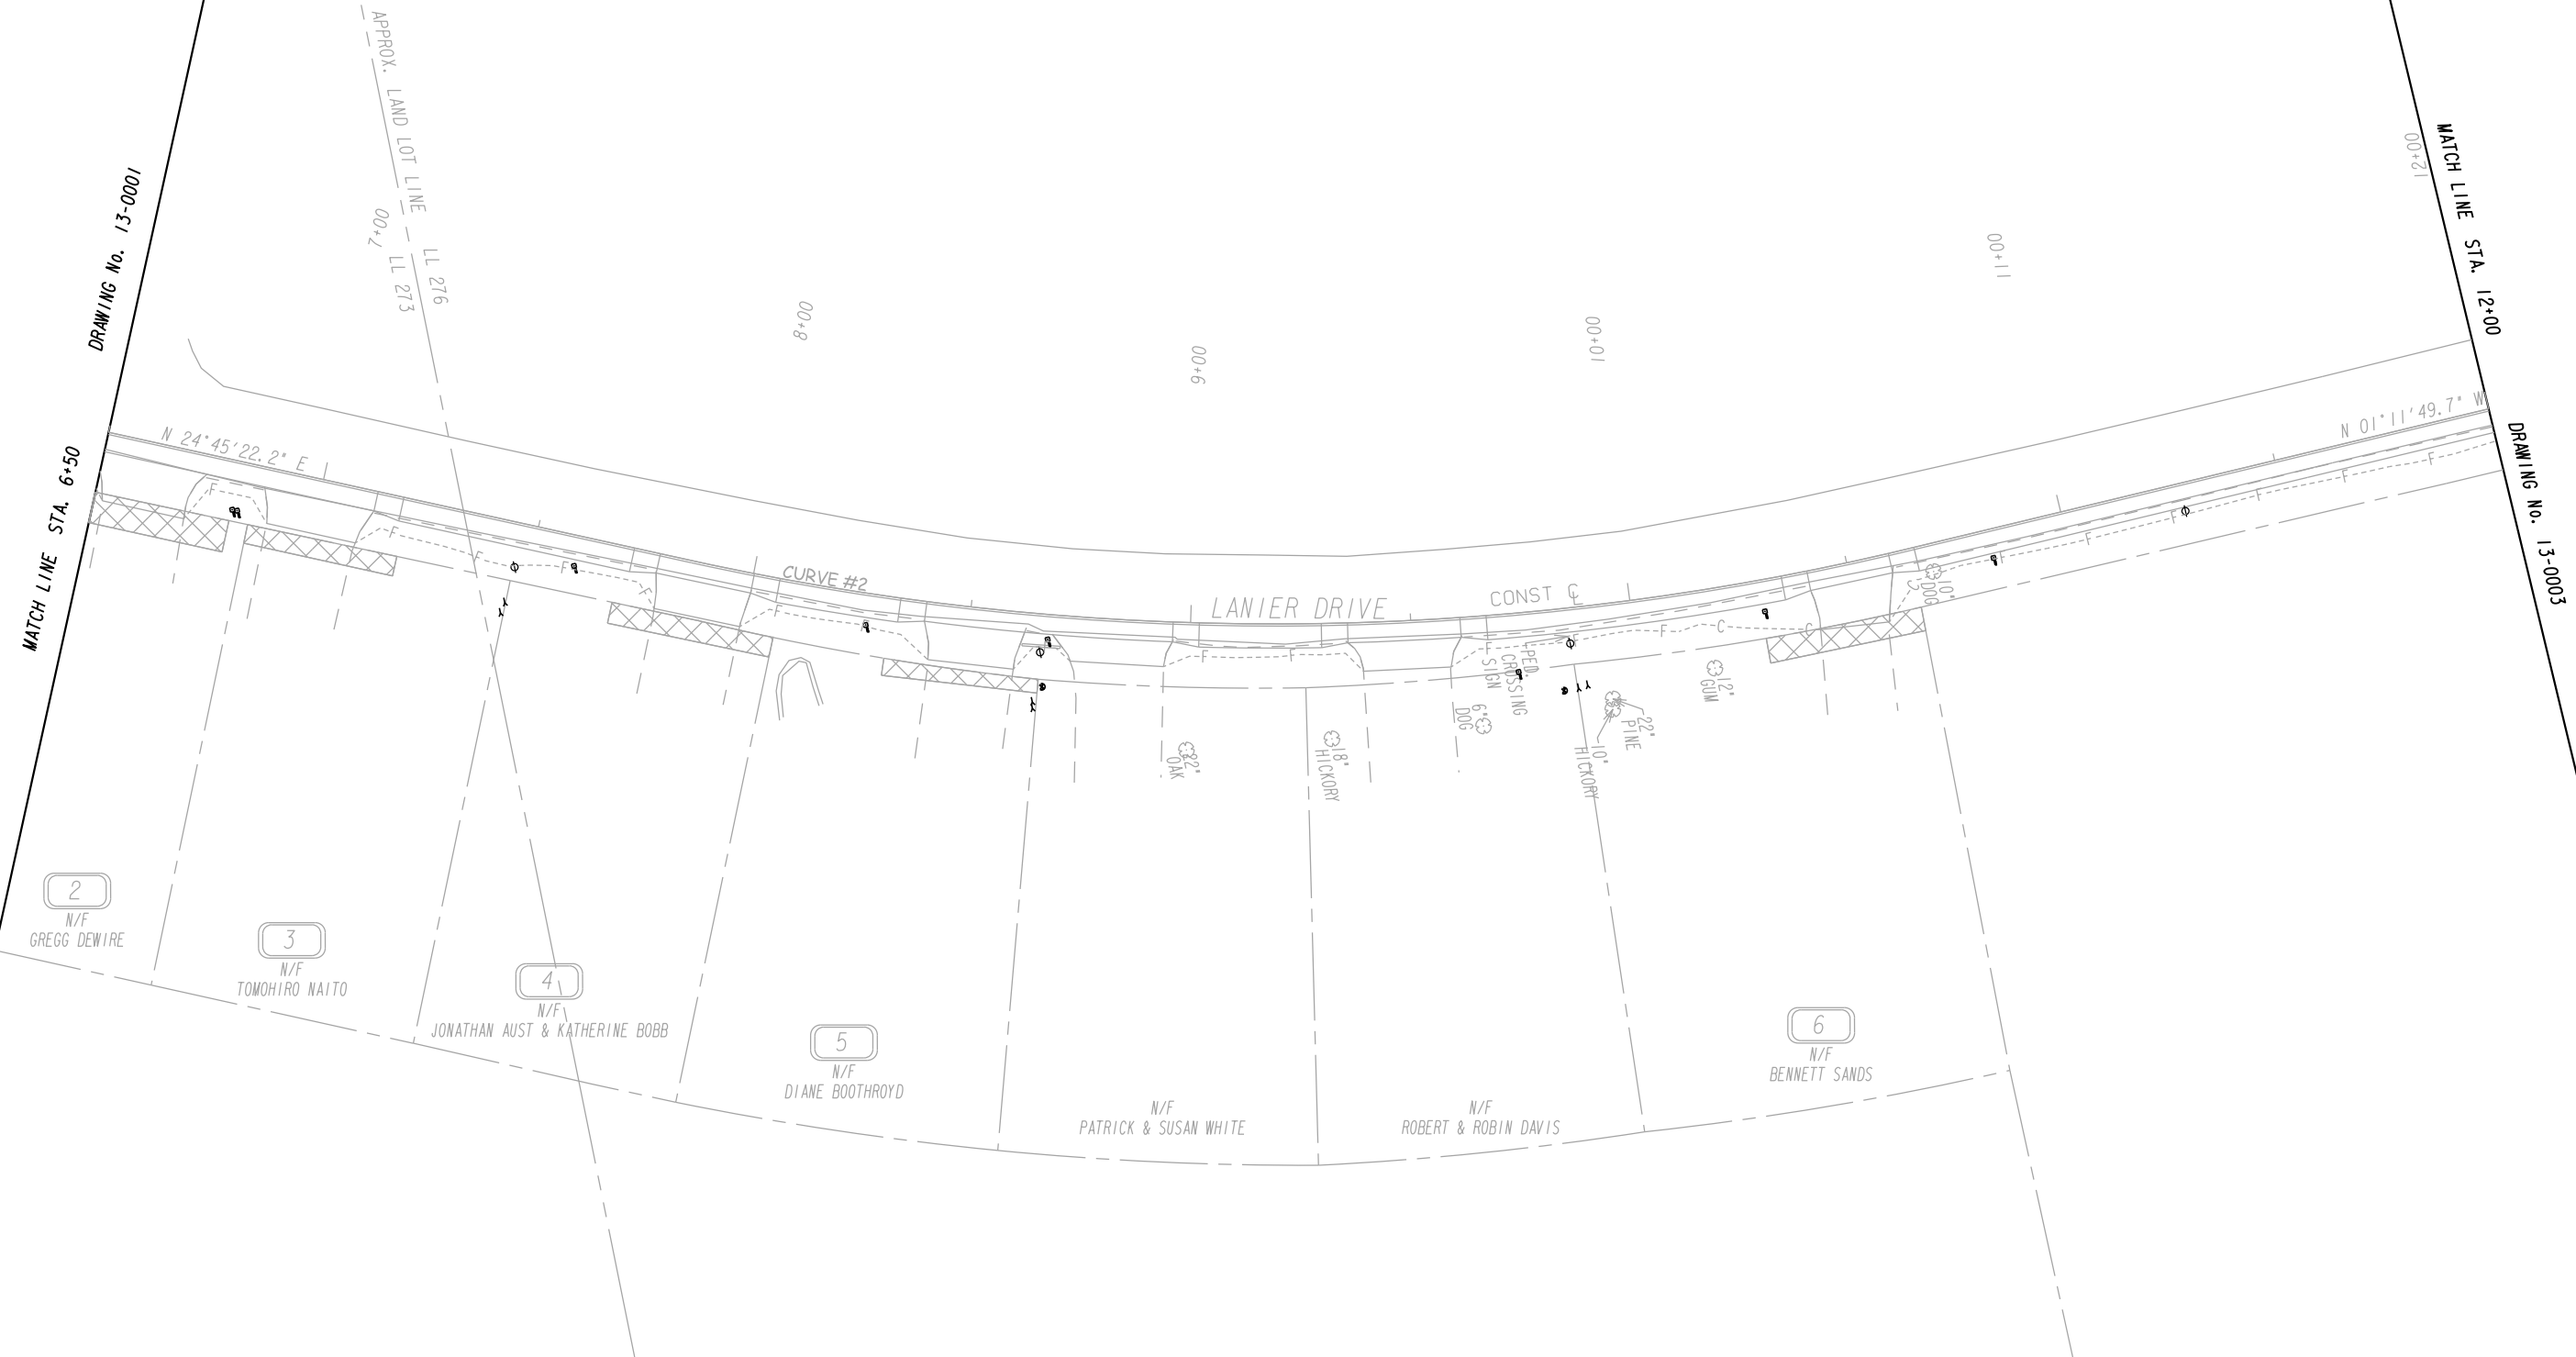 MATCH LINE STA. 6+50
DRAWING No. 13-0001
APPROX. LAND LOT LINE
LL 276
LL 273
7+00
8+00
9+00
10+00
11+00
12+00
MATCH LINE STA. 12+00
DRAWING No. 13-0003
N 24°45'22.2" E
CURVE #2
LANIER DRIVE
CONST ℄
N 01°11'49.7" W
F
F
F
F
F
F
F
F
F
F
F
C
C
C
F
F
F
F
F
F
F
PED.
CROSSING
SIGN
6"
DOG
22"
OAK
18"
HICKORY
10"
HICKORY
22"
PINE
12"
GUM
10"
DOG
2
N/F
GREGG DEWIRE
3
N/F
TOMOHIRO NAITO
4
N/F
JONATHAN AUST & KATHERINE BOBB
5
N/F
DIANE BOOTHROYD
N/F
PATRICK & SUSAN WHITE
N/F
ROBERT & ROBIN DAVIS
6
N/F
BENNETT SANDS